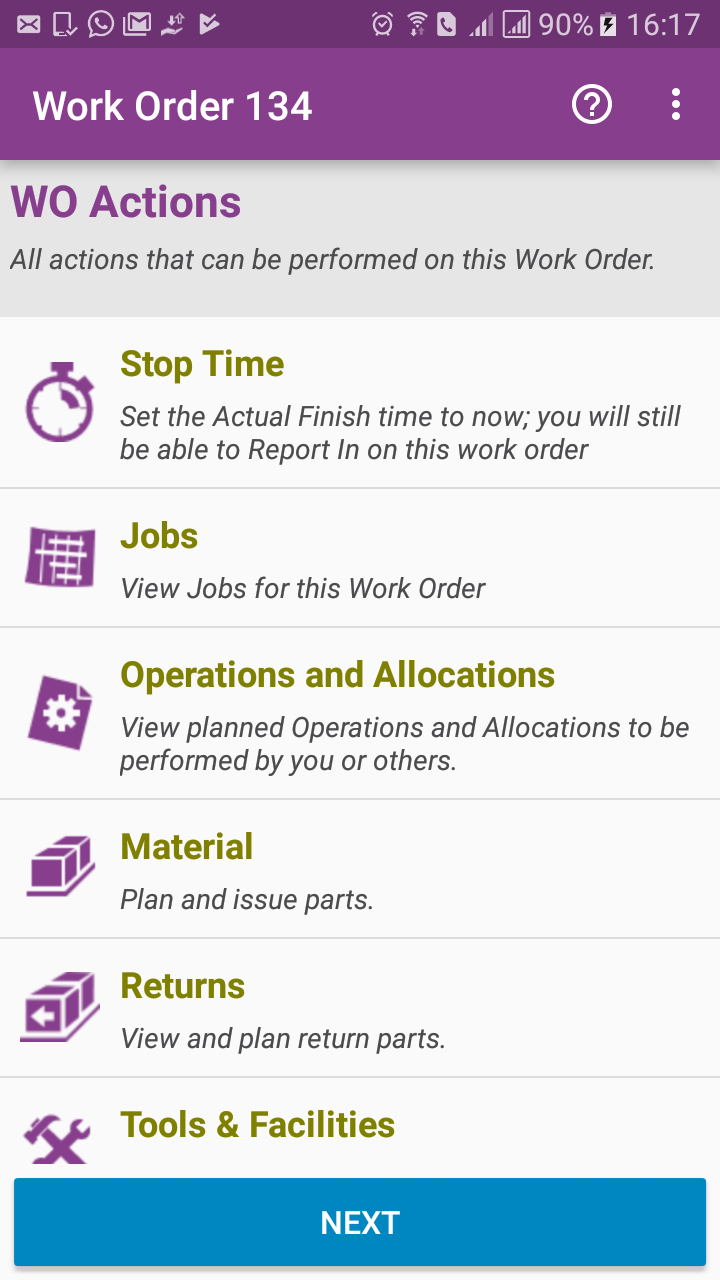 90% 16:17
Work Order 134
WO Actions
All actions that can be performed on this Work Order.
Stop Time
Set the Actual Finish time to now; you will still
be able to Report In on this work order
Jobs
View Jobs for this Work Order
Operations and Allocations
View planned Operations and Allocations to be
performed by you or others.
Material
Plan and issue parts.
Returns
View and plan return parts.
Tools & Facilities
NEXT